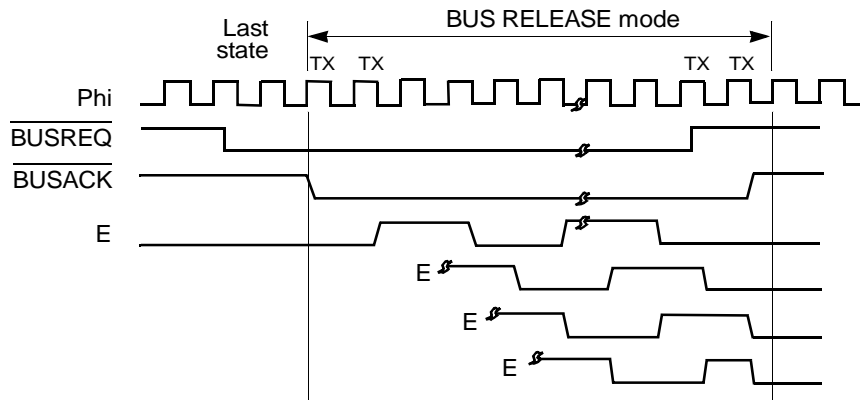 BUS RELEASE mode
Last
state
TX TX TX TX
Phi
BUSREQ
BUSACK
E
E
E
E